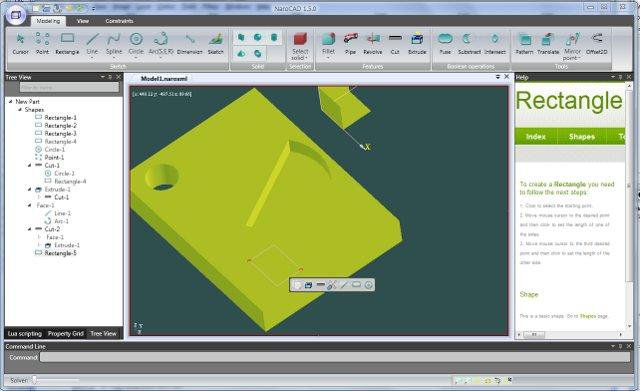 NaroCAD 1.5.0
Modeling View Constraints
Cursor Point Rectangle Line Spline Circle Arc(S,E,R) Dimension Sketch
Select solid
Fillet Pipe Revolve Cut Extrude
Fuse Substract Intersect
Pattern Translate Mirror point Offset2D
Sketch Solid Selection Features Boolean operations Tools
Tree View
Model1.naroxml
Help
New Part
Shapes
Rectangle-1
Rectangle-2
Rectangle-3
Rectangle-4
Circle-1
Point-1
Cut-1
Circle-1
Rectangle-4
Extrude-1
Cut-1
Face-1
Line-1
Arc-1
Cut-2
Face-1
Extrude-1
Rectangle-5
X
Z Y
Rectangle
Index Shapes To
To create a Rectangle you need
to follow the next steps:
1. Click to select the starting point.
2. Move mouse cursor to the desired
point and then click to set the length of one
of the sides.
3. Move mouse cursor to the third desired
point and then click to set the length of the
other side.
Shape
This is a basic shape. Go to Shapes page.
Lua scripting Property Grid Tree View
Command Line
Command:
Solver: